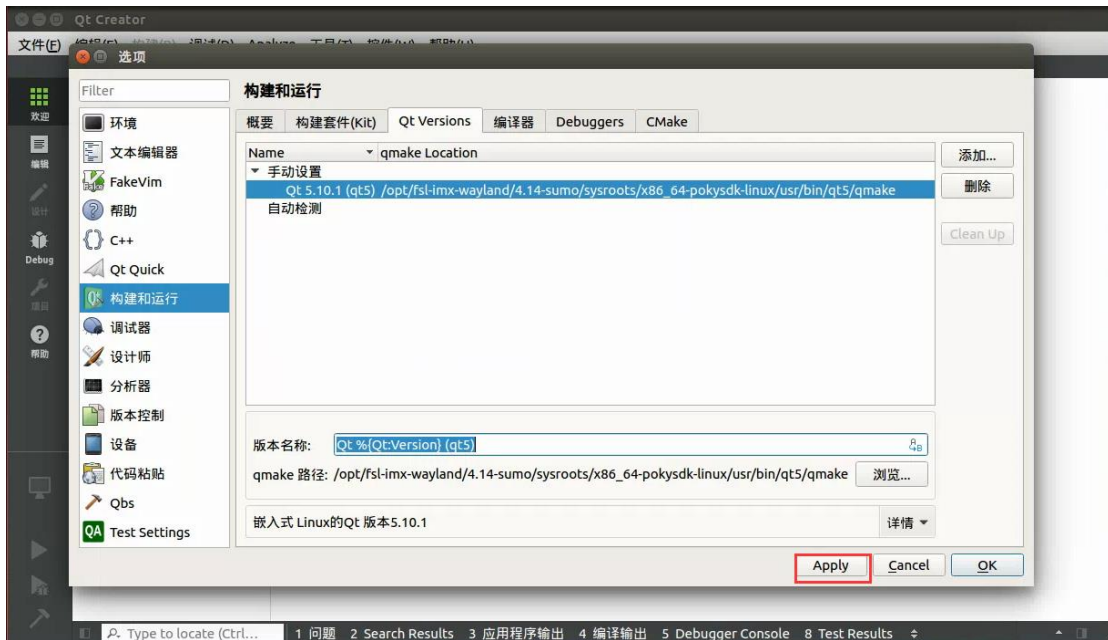 Qt Creator
文件(F)
选项
Filter
环境
文本编辑器
FakeVim
帮助
C++
Qt Quick
构建和运行
调试器
设计师
分析器
版本控制
设备
代码粘贴
Qbs
Test Settings
欢迎
编辑
设计
Debug
项目
帮助
构建和运行
概要 构建套件(Kit) Qt Versions 编译器 Debuggers CMake
Name qmake Location
手动设置
Qt 5.10.1 (qt5) /opt/fsl-imx-wayland/4.14-sumo/sysroots/x86_64-pokysdk-linux/usr/bin/qt5/qmake
自动检测
添加...
删除
Clean Up
版本名称: Qt %{Qt:Version} (qt5)
qmake 路径: /opt/fsl-imx-wayland/4.14-sumo/sysroots/x86_64-pokysdk-linux/usr/bin/qt5/qmake 浏览...
嵌入式 Linux的Qt 版本5.10.1 详情
Apply Cancel OK
Type to locate (Ctrl... 1 问题 2 Search Results 3 应用程序输出 4 编译输出 5 Debugger Console 8 Test Results